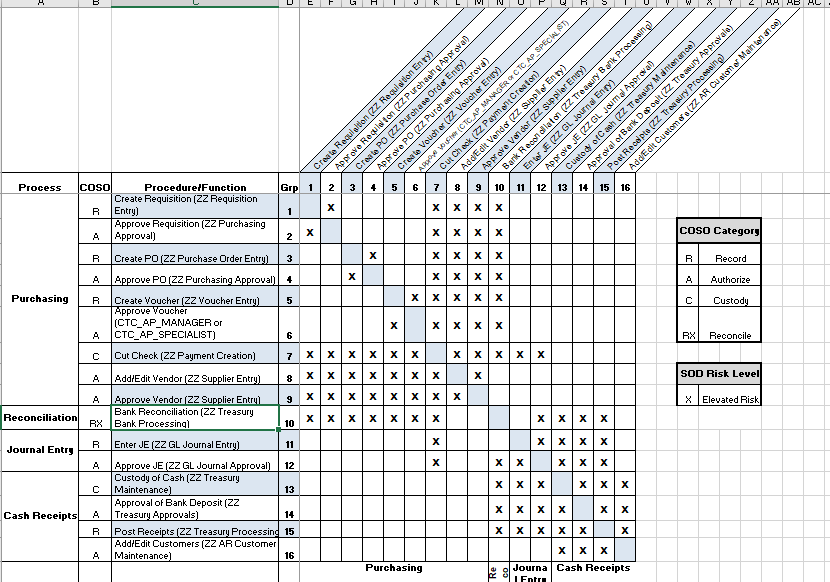 A B C D E F G H I J K L M N O P Q R S T U V W X Y Z AA AB AC
Create Requisition (ZZ Requisition Entry)
Approve Requisition (ZZ Purchasing Approval)
Create PO (ZZ Purchase Order Entry)
Approve PO (ZZ Purchasing Approval)
Create Voucher (ZZ Voucher Entry)
Approve Voucher (CTC_AP_MANAGER or CTC_AP_SPECIALIST)
Cut Check (ZZ Payment Creation)
Add/Edit Vendor (ZZ Supplier Entry)
Approve Vendor (ZZ Supplier Entry)
Bank Reconciliation (ZZ Treasury Bank Processing)
Enter JE (ZZ GL Journal Entry)
Approve JE (ZZ GL Journal Approval)
Custody of Cash (ZZ Treasury Maintenance)
Approval of Bank Deposit (ZZ Treasury Approvals)
Post Receipts (ZZ Treasury Processing)
Add/Edit Customers (ZZ AR Customer Maintenance)
Process COSO Procedure/Function Grp 1 2 3 4 5 6 7 8 9 10 11 12 13 14 15 16
Purchasing
Create Requisition (ZZ Requisition
R Entry) 1 X X X X X
Approve Requisition (ZZ Purchasing
A Approval) 2 X X X X X
R Create PO (ZZ Purchase Order Entry) 3 X X X X X
A Approve PO (ZZ Purchasing Approval) 4 X X X X X
R Create Voucher (ZZ Voucher Entry) 5 X X X X X
Approve Voucher
(CTC_AP_MANAGER or
A CTC_AP_SPECIALIST) 6 X X X X X
C Cut Check (ZZ Payment Creation) 7 X X X X X X X X X X X
A Add/Edit Vendor (ZZ Supplier Entry) 8 X X X X X X X X
A Approve Vendor (ZZ Supplier Entry) 9 X X X X X X X X
Reconciliation
Bank Reconciliation (ZZ Treasury
RX Bank Processing) 10 X X X X X X X X X X X
Journal Entry
R Enter JE (ZZ GL Journal Entry) 11 X X X X X
A Approve JE (ZZ GL Journal Approval) 12 X X X X X X
Cash Receipts
Custody of Cash (ZZ Treasury
C Maintenance) 13 X X X X X X
Approval of Bank Deposit (ZZ
A Treasury Approvals) 14 X X X X X X
R Post Receipts (ZZ Treasury Processing 15 X X X X X X
Add/Edit Customers (ZZ AR Customer
A Maintenance) 16 X X X
Purchasing
Re
co
Journa
l Entry
Cash Receipts
COSO Category
R Record
A Authorize
C Custody
RX Reconcile
SOD Risk Level
X Elevated Risk